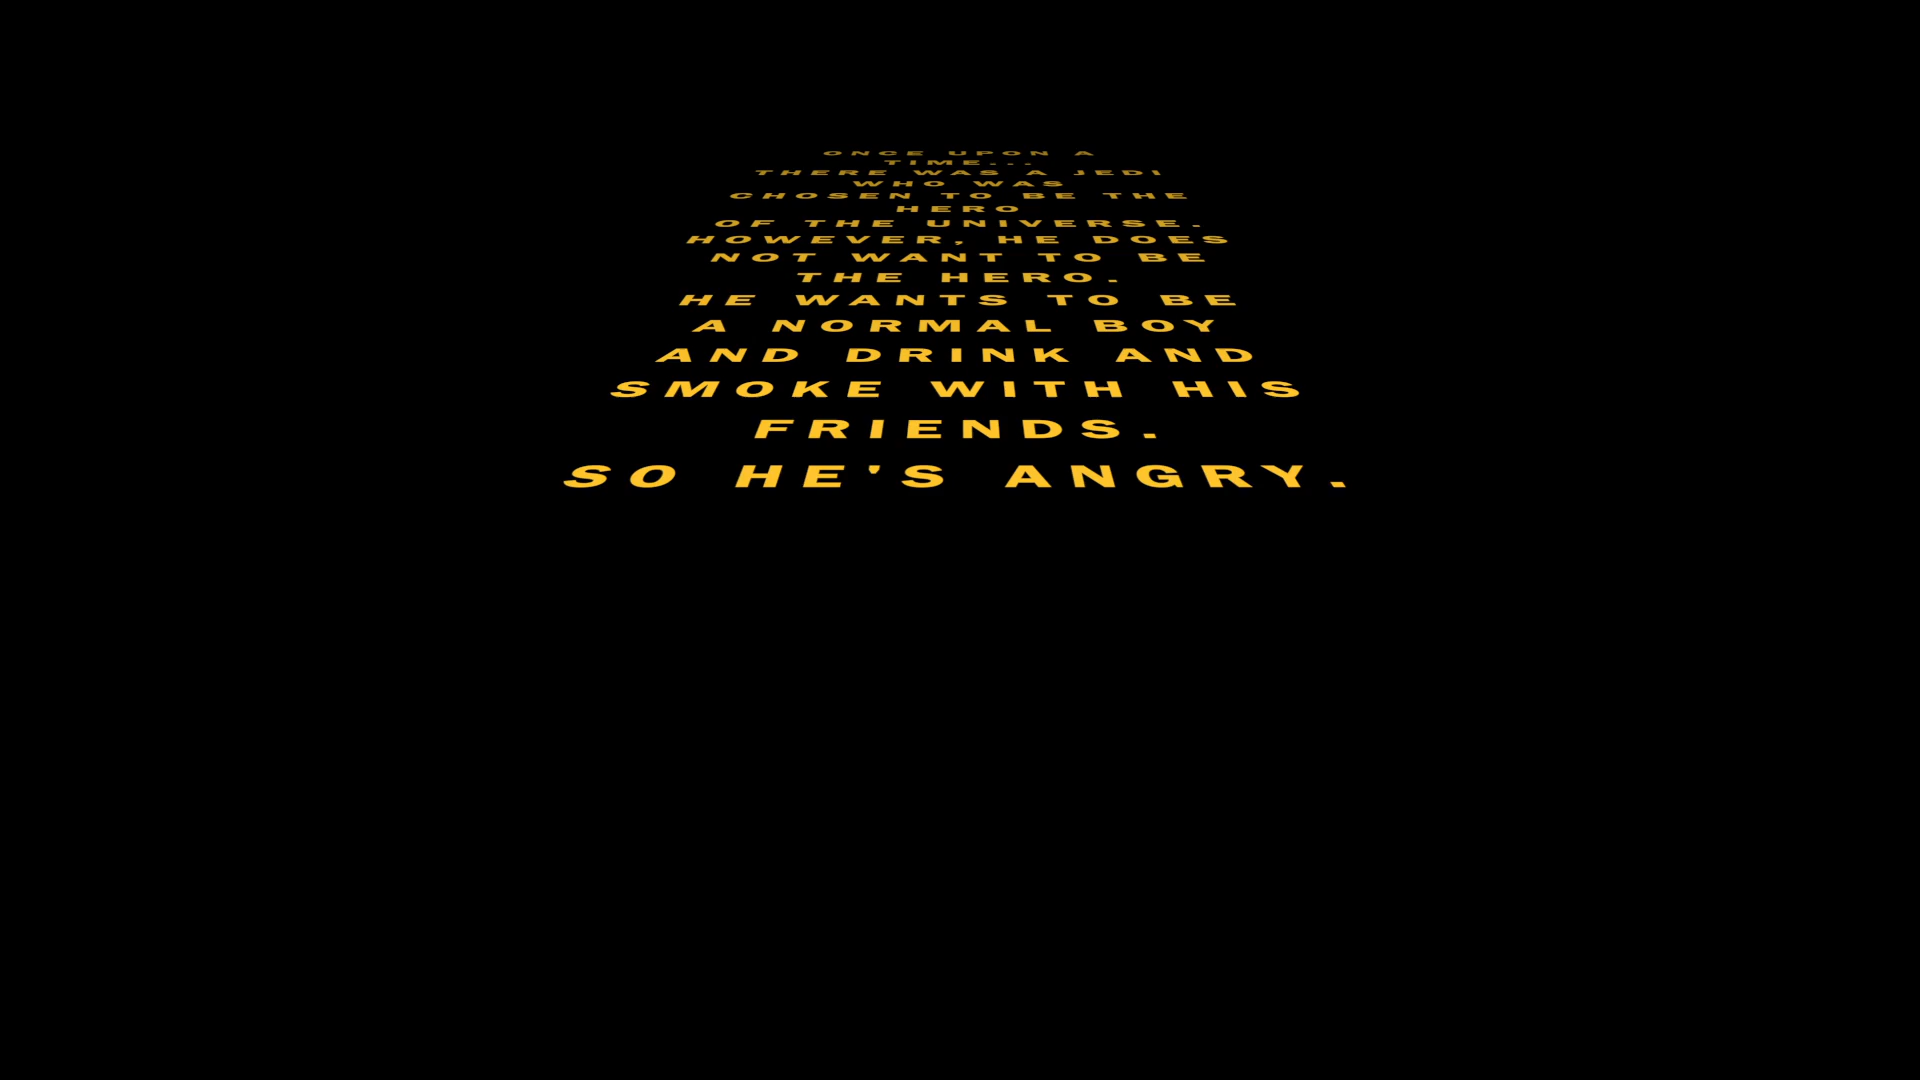 ONCE UPON A
TIME...
THERE WAS A JEDI
WHO WAS
CHOSEN TO BE THE
HERO
OF THE UNIVERSE.
HOWEVER, HE DOES
NOT WANT TO BE
THE HERO.
HE WANTS TO BE
A NORMAL BOY
AND DRINK AND
SMOKE WITH HIS
FRIENDS.
SO HE'S ANGRY.